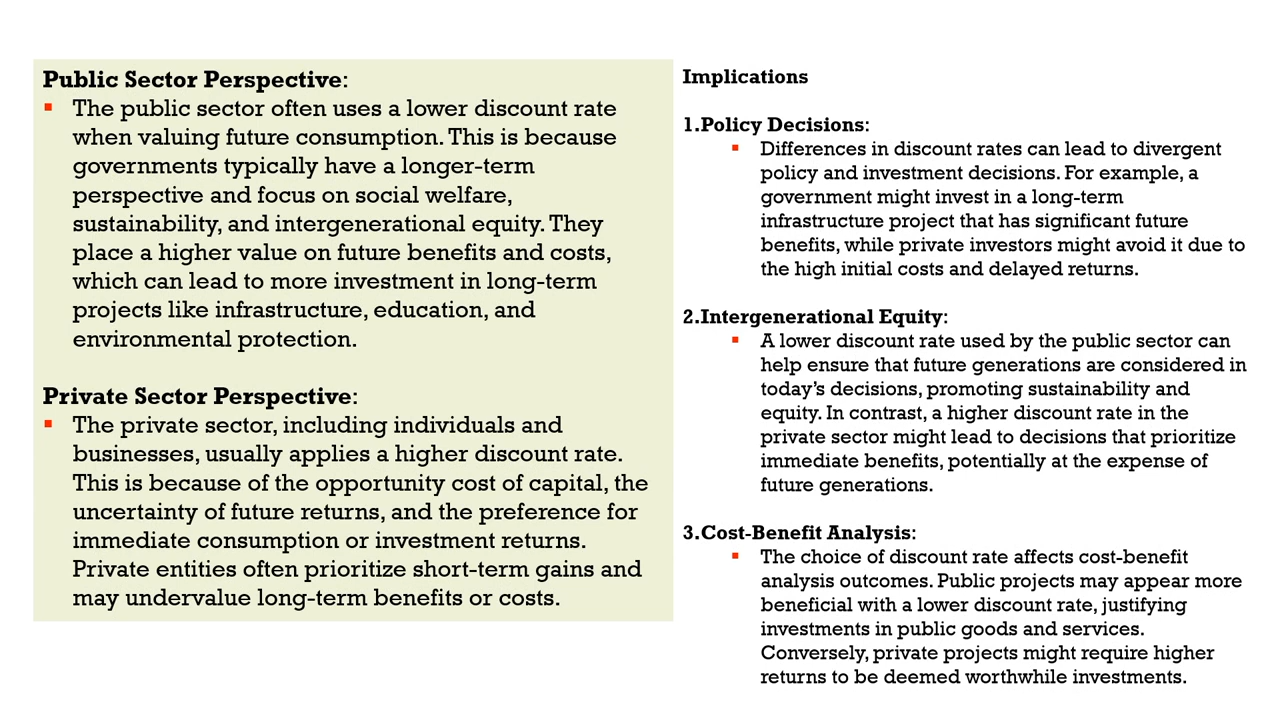 Public Sector Perspective:
▪ The public sector often uses a lower discount rate
when valuing future consumption. This is because
governments typically have a longer-term
perspective and focus on social welfare,
sustainability, and intergenerational equity. They
place a higher value on future benefits and costs,
which can lead to more investment in long-term
projects like infrastructure, education, and
environmental protection.
Private Sector Perspective:
▪ The private sector, including individuals and
businesses, usually applies a higher discount rate.
This is because of the opportunity cost of capital, the
uncertainty of future returns, and the preference for
immediate consumption or investment returns.
Private entities often prioritize short-term gains and
may undervalue long-term benefits or costs.
Implications
1.Policy Decisions:
▪ Differences in discount rates can lead to divergent
policy and investment decisions. For example, a
government might invest in a long-term
infrastructure project that has significant future
benefits, while private investors might avoid it due to
the high initial costs and delayed returns.
2.Intergenerational Equity:
▪ A lower discount rate used by the public sector can
help ensure that future generations are considered in
today's decisions, promoting sustainability and
equity. In contrast, a higher discount rate in the
private sector might lead to decisions that prioritize
immediate benefits, potentially at the expense of
future generations.
3.Cost-Benefit Analysis:
▪ The choice of discount rate affects cost-benefit
analysis outcomes. Public projects may appear more
beneficial with a lower discount rate, justifying
investments in public goods and services.
Conversely, private projects might require higher
returns to be deemed worthwhile investments.